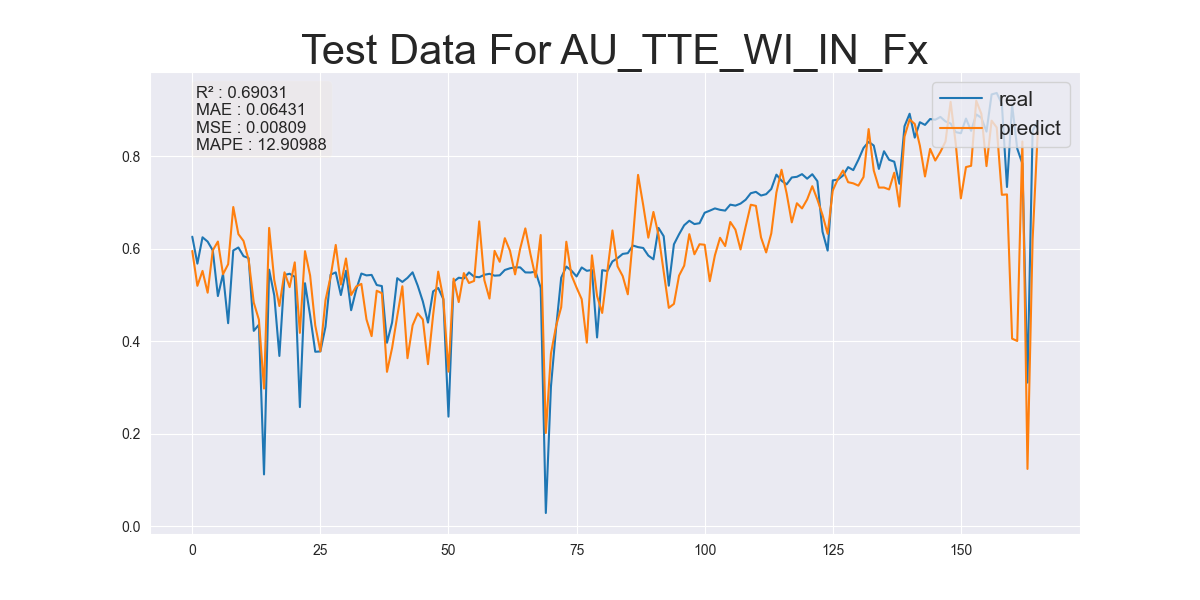 Test Data For AU_TTE_WI_IN_Fx
R² : 0.69031
MAE : 0.06431
MSE : 0.00809
MAPE : 12.90988
real
predict
0.8
0.6
0.4
0.2
0.0
0 25 50 75 100 125 150